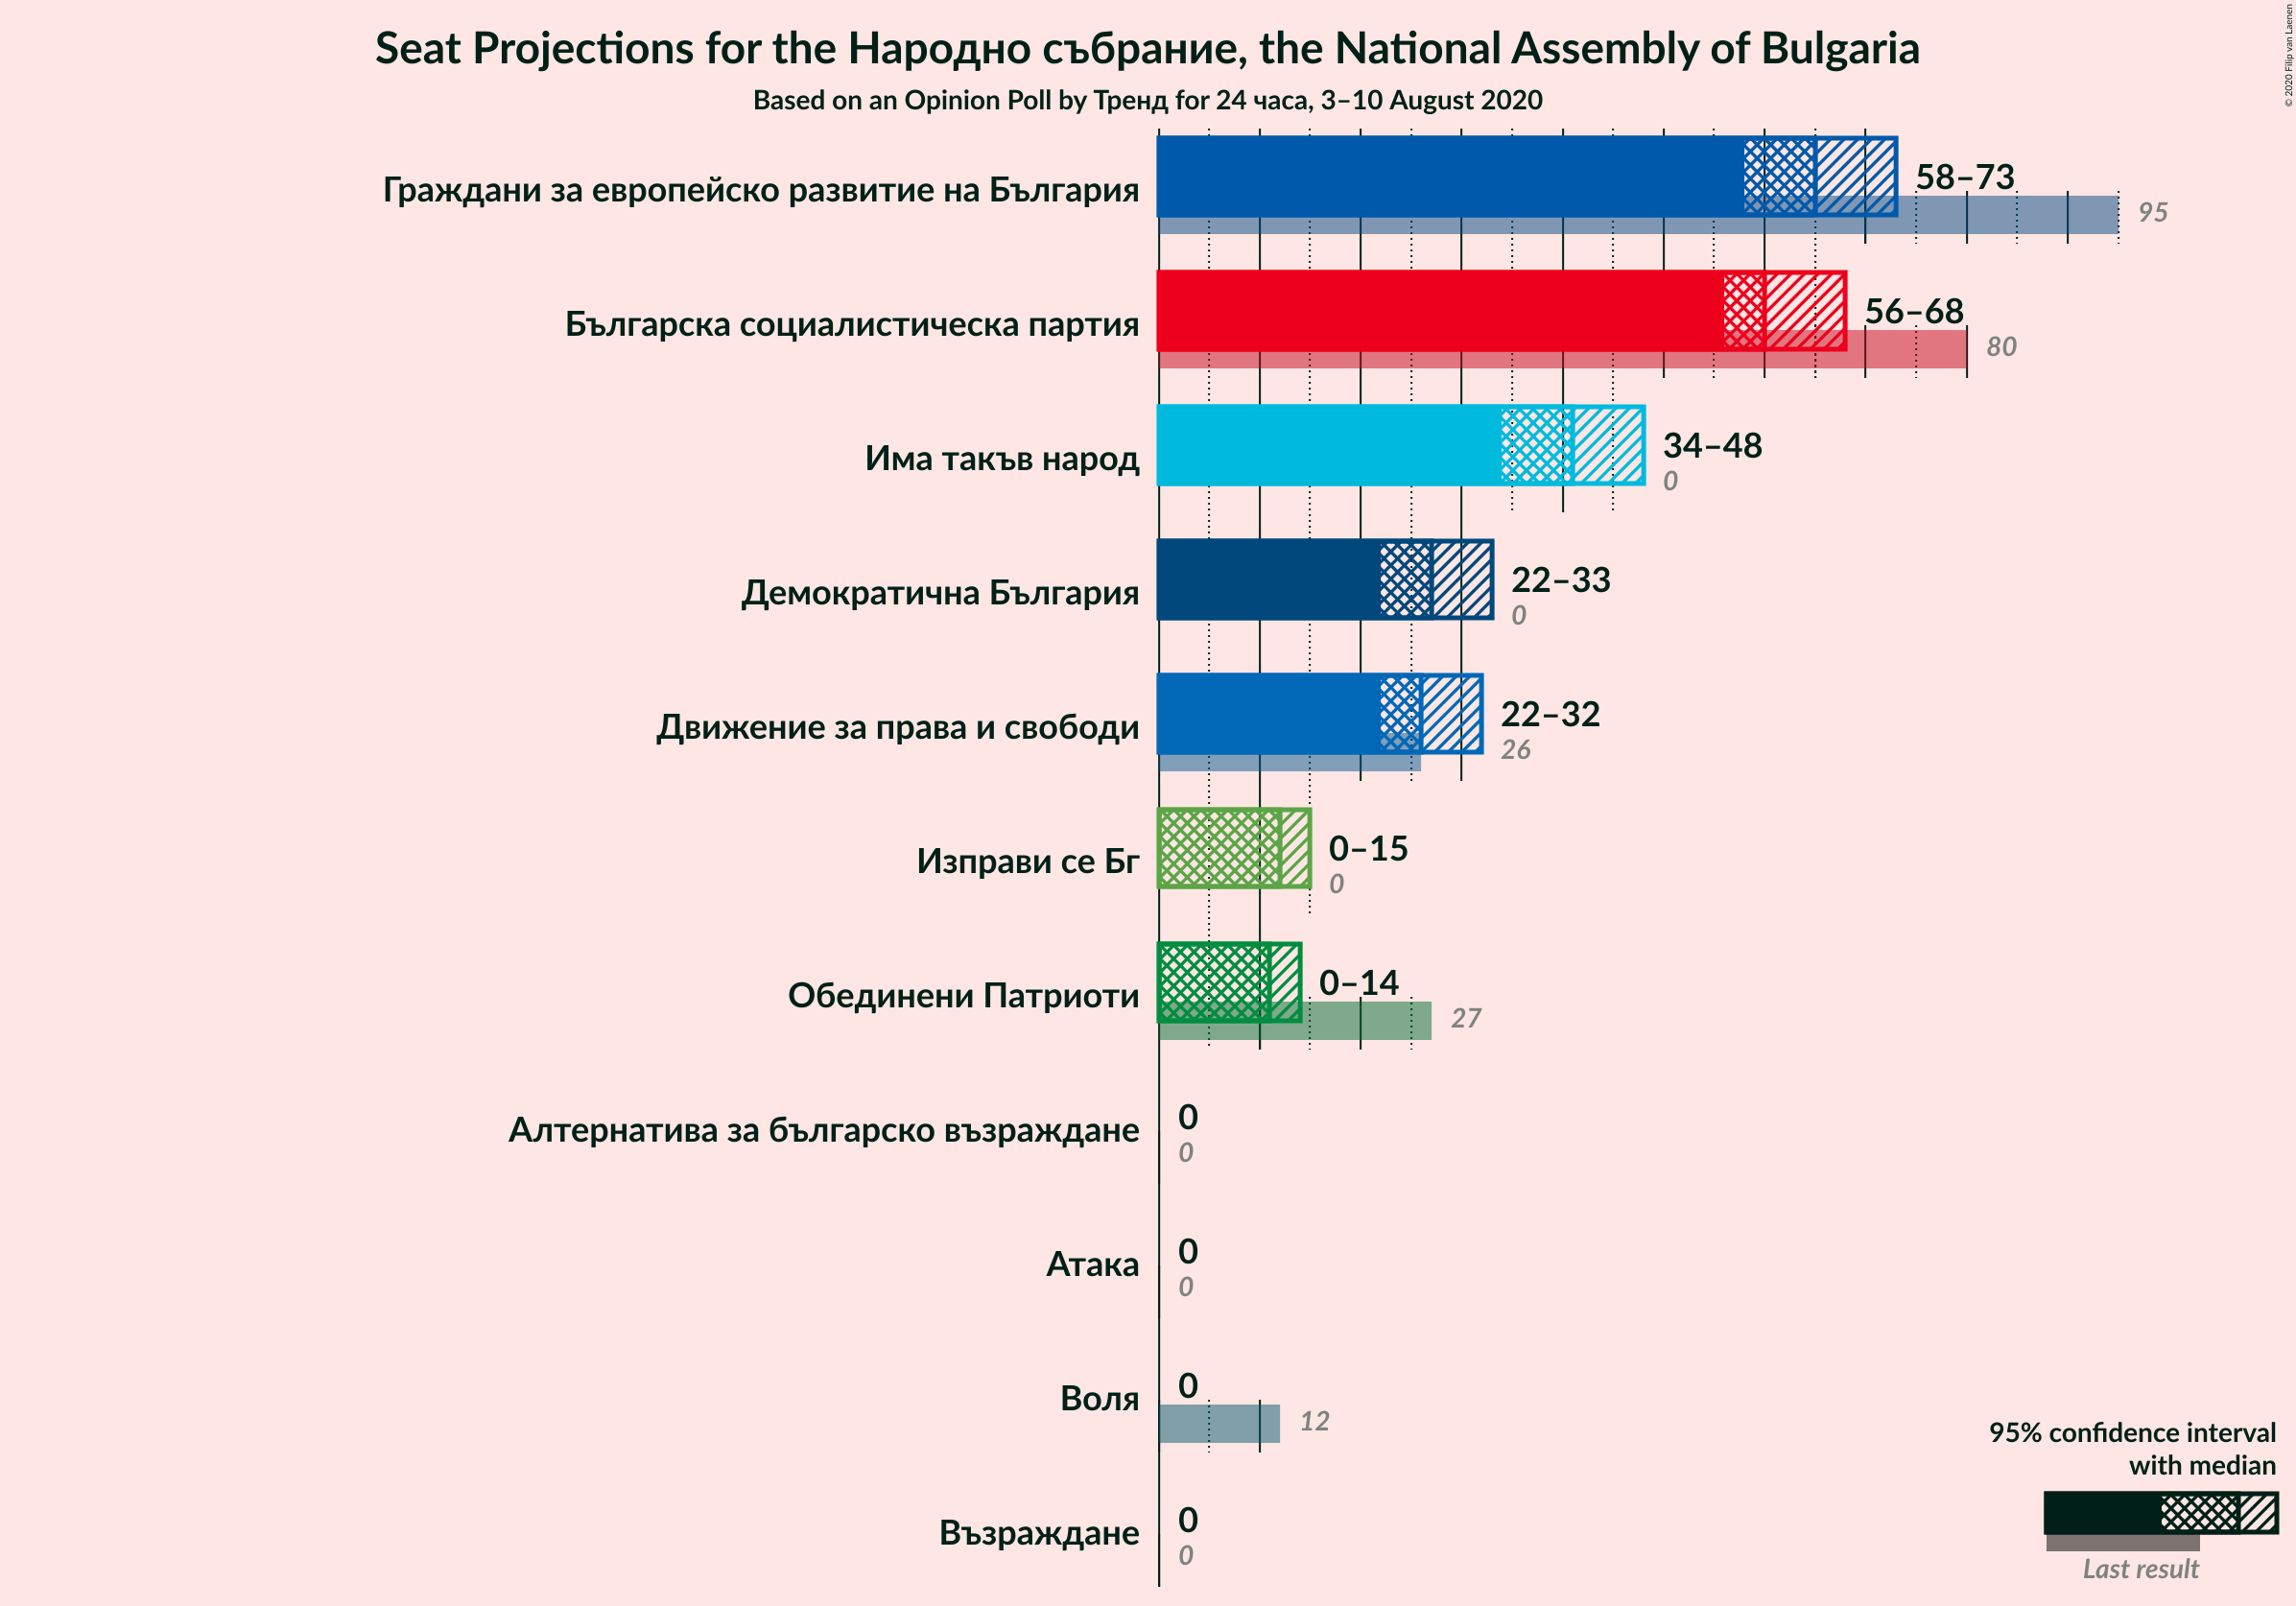 Seat Projections for the Народно събрание, the National Assembly of Bulgaria
Based on an Opinion Poll by Тренд for 24 часа, 3–10 August 2020
© 2020 Filip van Laenen
Граждани за европейско развитие на България
58–73
95
Българска социалистическа партия
56–68
80
Има такъв народ
34–48
0
Демократична България
22–33
0
Движение за права и свободи
22–32
26
Изправи се Бг
0–15
0
Обединени Патриоти
0–14
27
Алтернатива за българско възраждане
0
0
Атака
0
0
Воля
0
12
Възраждане
0
0
95% confidence interval
with median
Last result